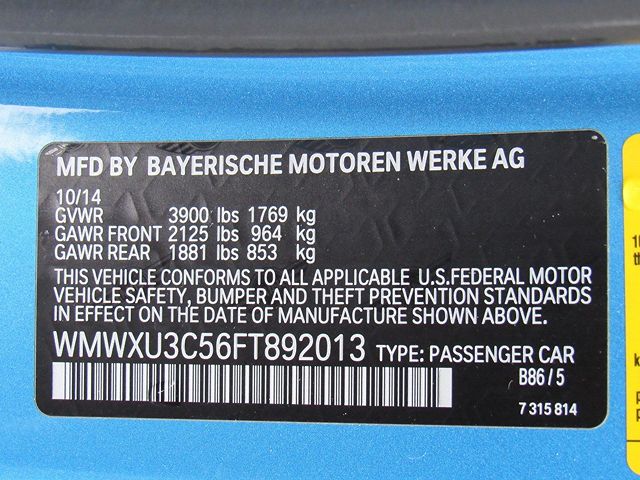 MFD BY BAYERISCHE MOTOREN WERKE AG
10/14
GVWR 3900 lbs 1769 kg
GAWR FRONT 2125 lbs 964 kg
GAWR REAR 1881 lbs 853 kg
THIS VEHICLE CONFORMS TO ALL APPLICABLE U.S.FEDERAL MOTOR
VEHICLE SAFETY, BUMPER AND THEFT PREVENTION STANDARDS
IN EFFECT ON THE DATE OF MANUFACTURE SHOWN ABOVE.
WMWXU3C56FT892013 TYPE: PASSENGER CAR
B86/5
7 315 814